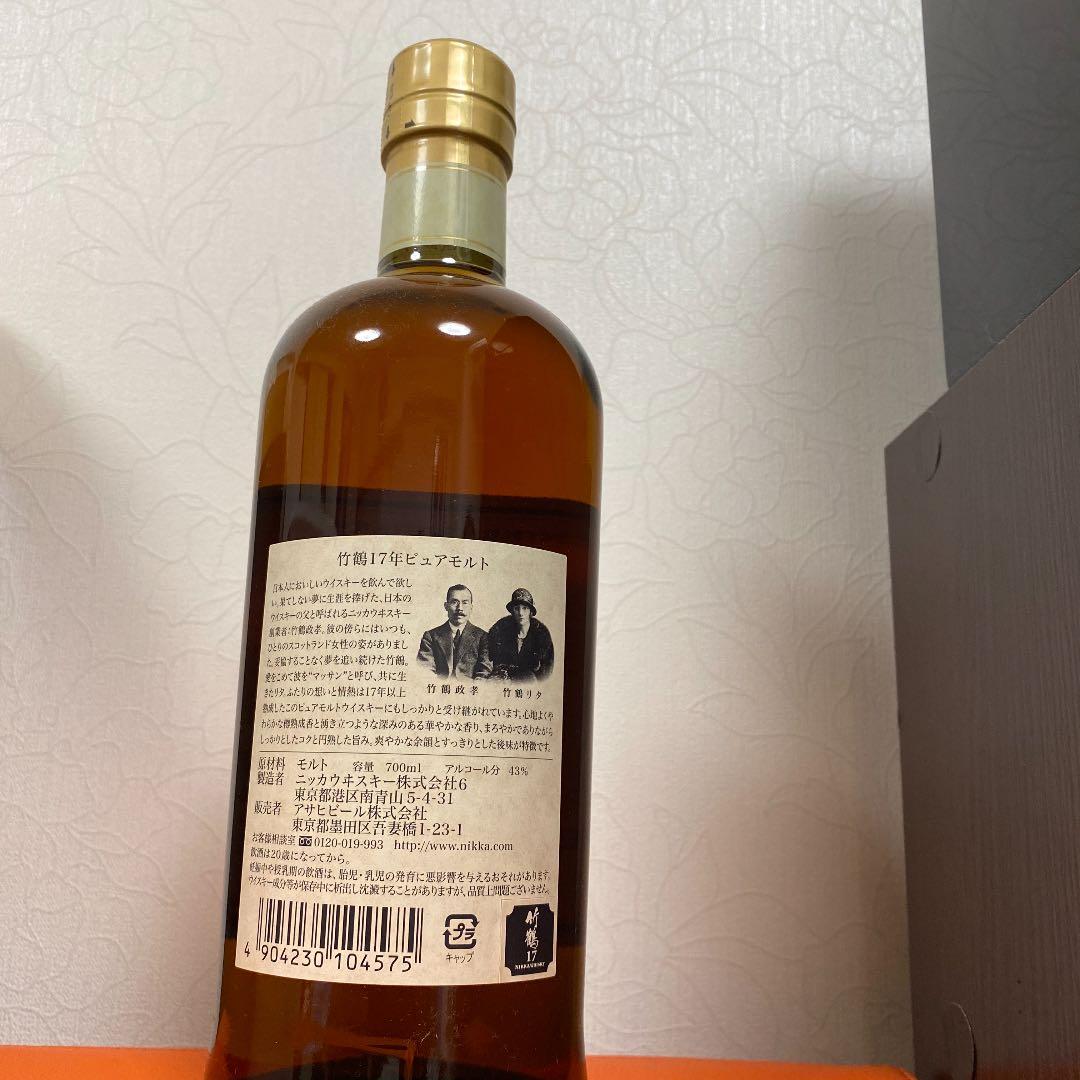 竹鶴17年ピュアモルト
日本人においしいウイスキーを飲んで欲し
い。果てしない夢に生涯を捧げた、日本の
ウイスキーの父と呼ばれるニッカウヰスキー
創業者：竹鶴政孝。彼の傍らにはいつも、
ひとりのスコットランド女性の姿がありまし
た。妥協することなく夢を追い続けた竹鶴。
愛をこめて彼を“マッサン”と呼び、共に生
きたリタ。ふたりの想いと情熱は17年以上
熟成したこのピュアモルトウイスキーにもしっかりと受け継がれています。心地よくや
わらかな樽熟成香と湧き立つような深みのある華やかな香り、まろやかでありながら
しっかりとしたコクと円熟した旨み。爽やかな余韻とすっきりとした後味が特徴です。
竹鶴政孝 竹鶴リタ
原材料 モルト 容量 700ml アルコール分 43%
製造者 ニッカウヰスキー株式会社6
東京都港区南青山5-4-31
販売者 アサヒビール株式会社
東京都墨田区吾妻橋1-23-1
お客様相談室 0120-019-993 http://www.nikka.com
飲酒は20歳になってから。
妊娠中や授乳期の飲酒は、胎児・乳児の発育に悪影響を与えるおそれがあります。
ウイスキー成分等が保存中に析出し沈澱することがありますが、品質上問題ございません。
4 904230 104575
プラ
キャップ
竹鶴
17
NIKKA WHISKY